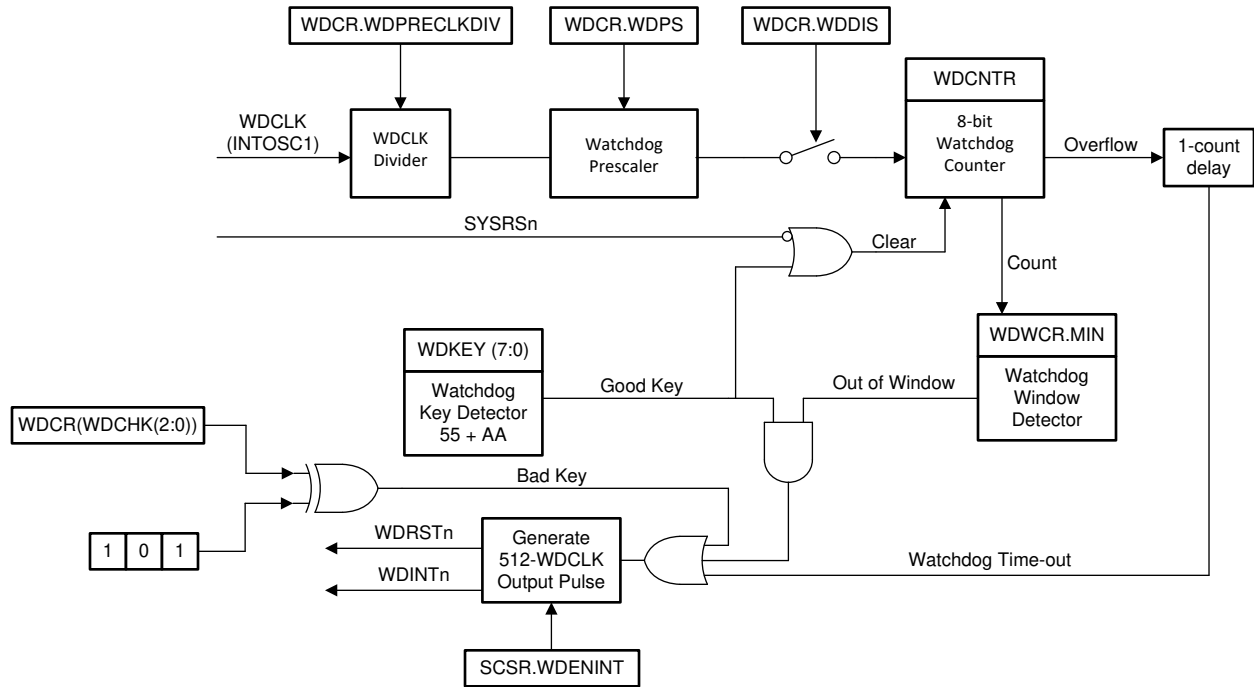 WDCR.WDPRECLKDIV
WDCR.WDPS
WDCR.WDDIS
WDCNTR
8-bit
Watchdog
Counter
WDCLK
(INTOSC1)
WDCLK
Divider
Watchdog
Prescaler
Overflow
1-count
delay
SYSRSn
Clear
Count
WDKEY (7:0)
Watchdog
Key Detector
55 + AA
Good Key
Out of Window
WDWCR.MIN
Watchdog
Window
Detector
WDCR(WDCHK(2:0))
Bad Key
1 0 1
WDRSTn
WDINTn
Generate
512-WDCLK
Output Pulse
Watchdog Time-out
SCSR.WDENINT